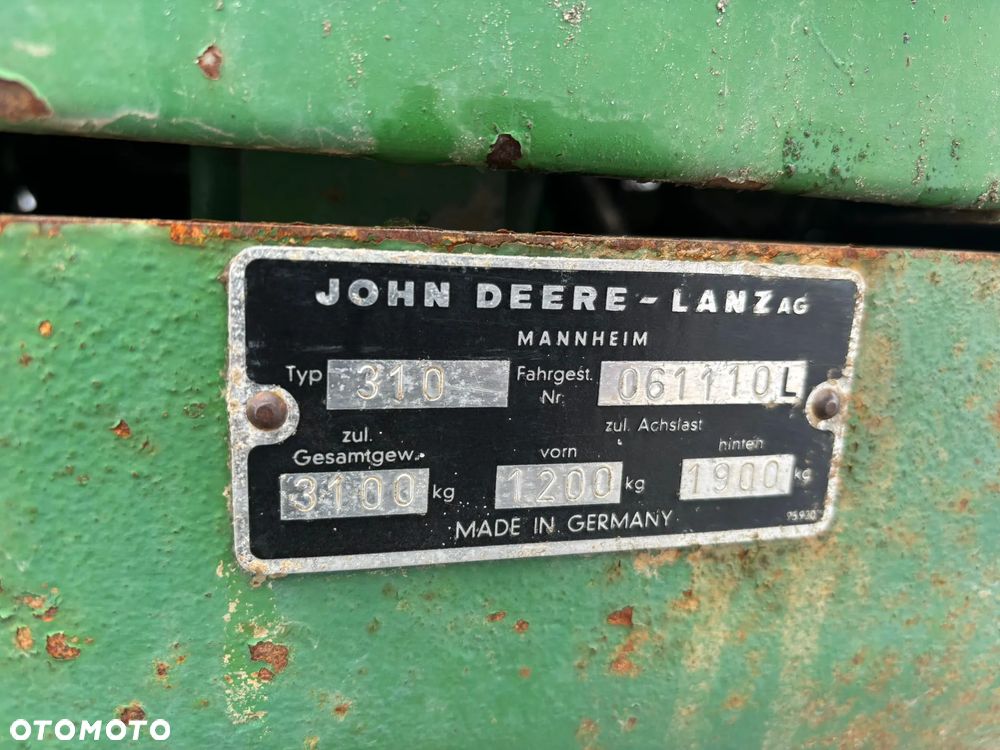 JOHN DEERE-LANZ AG
MANNHEIM
Typ 310 Fahrgest. Nr. 061110L
zul. Achslast
zul. Gesamtgew. vorn hinten
3100 kg 1200 kg 1900 kg
MADE IN GERMANY
OTOMOTO